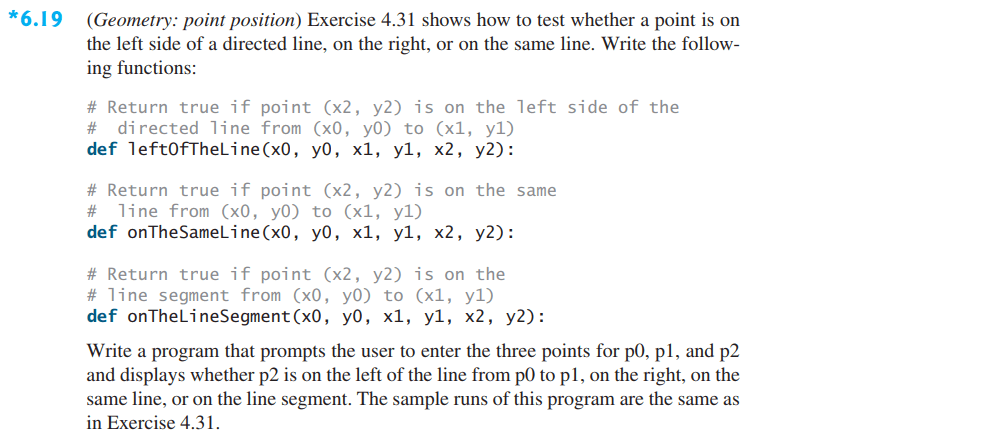 *6.19 (Geometry: point position) Exercise 4.31 shows how to test whether a point is on
the left side of a directed line, on the right, or on the same line. Write the follow-
ing functions:
# Return true if point (x2, y2) is on the left side of the
#  directed line from (x0, y0) to (x1, y1)
def leftOfTheLine(x0, y0, x1, y1, x2, y2):
# Return true if point (x2, y2) is on the same
#  line from (x0, y0) to (x1, y1)
def onTheSameLine(x0, y0, x1, y1, x2, y2):
# Return true if point (x2, y2) is on the
# line segment from (x0, y0) to (x1, y1)
def onTheLineSegment(x0, y0, x1, y1, x2, y2):
Write a program that prompts the user to enter the three points for p0, p1, and p2
and displays whether p2 is on the left of the line from p0 to p1, on the right, on the
same line, or on the line segment. The sample runs of this program are the same as
in Exercise 4.31.